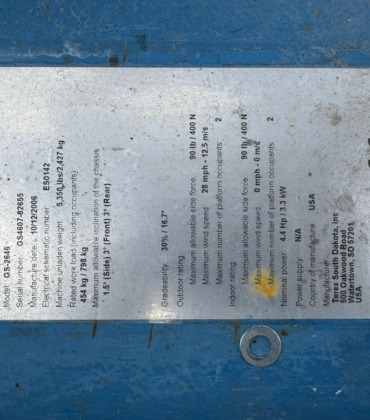 Model: GS-2646
Serial number: GS4607-82655
Manufacture date: 10/12/2006
Electrical schematic number ES0142
Machine unladen weight 5,350 lbs/2,427 kg
Rated work load (including occupants)
454 kg / 798 kg
Maximum allowable inclination of the chassis
1.5° (Side) 3° (Front) 3° (Rear)
Gradeability 30% / 16.7°
Outdoor rating
Maximum allowable side force 90 lb / 400 N
Maximum wind speed 28 mph - 12.5 m/s
Maximum number of platform occupants 2
Indoor rating
Maximum allowable side force 90 lb / 400 N
Maximum wind speed 0 mph - 0 m/s
Maximum number of platform occupants 2
Nominal power 4.4 Hp / 3.3 kW
Power supply N/A
Country of manufacture USA
Manufacturer
Terex South Dakota, Inc
500 Oakwood Road
Watertown, SD 57201
USA